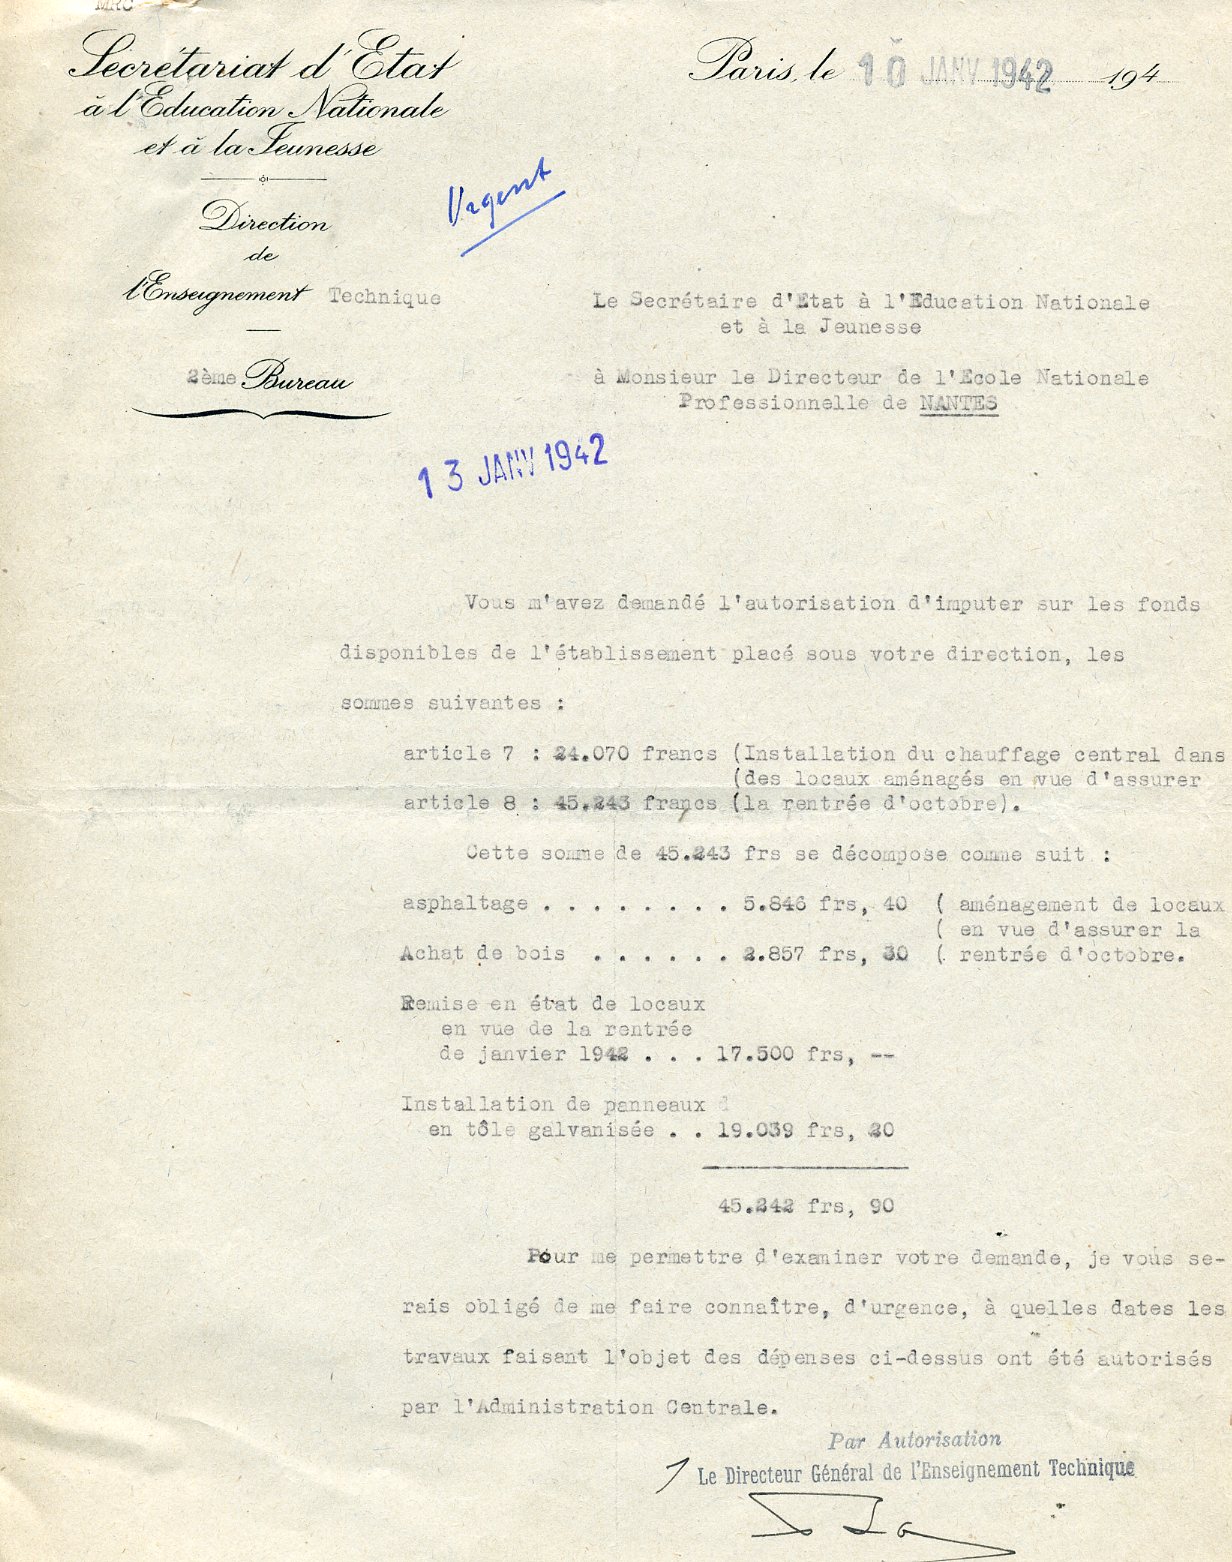 MRC
Secrétariat d'Etat
à l'Education Nationale
et à la Jeunesse
Direction
de
l'Enseignement Technique
2ème Bureau
Paris, le 10 JANV 1942 194
Urgent
Le Secrétaire d'Etat à l'Education Nationale
et à la Jeunesse
à Monsieur le Directeur de l'Ecole Nationale
Professionnelle de NANTES
13 JANV 1942
Vous m'avez demandé l'autorisation d'imputer sur les fonds
disponibles de l'établissement placé sous votre direction, les
sommes suivantes :
article 7 : 24.070 francs (Installation du chauffage central dans
(des locaux aménagés en vue d'assurer
article 8 : 45.243 francs (la rentrée d'octobre).
Cette somme de 45.243 frs se décompose comme suit :
asphaltage . . . . . . . . 5.846 frs, 40 ( aménagement de locaux
( en vue d'assurer la
Achat de bois . . . . . . 2.857 frs, 30 ( rentrée d'octobre.
Remise en état de locaux
en vue de la rentrée
de janvier 1942 . . . 17.500 frs, --
Installation de panneaux d
en tôle galvanisée . . 19.039 frs, 20
45.242 frs, 90
Pour me permettre d'examiner votre demande, je vous se-
rais obligé de me faire connaître, d'urgence, à quelles dates les
travaux faisant l'objet des dépenses ci-dessus ont été autorisés
par l'Administration Centrale.
Par Autorisation
Le Directeur Général de l'Enseignement Technique